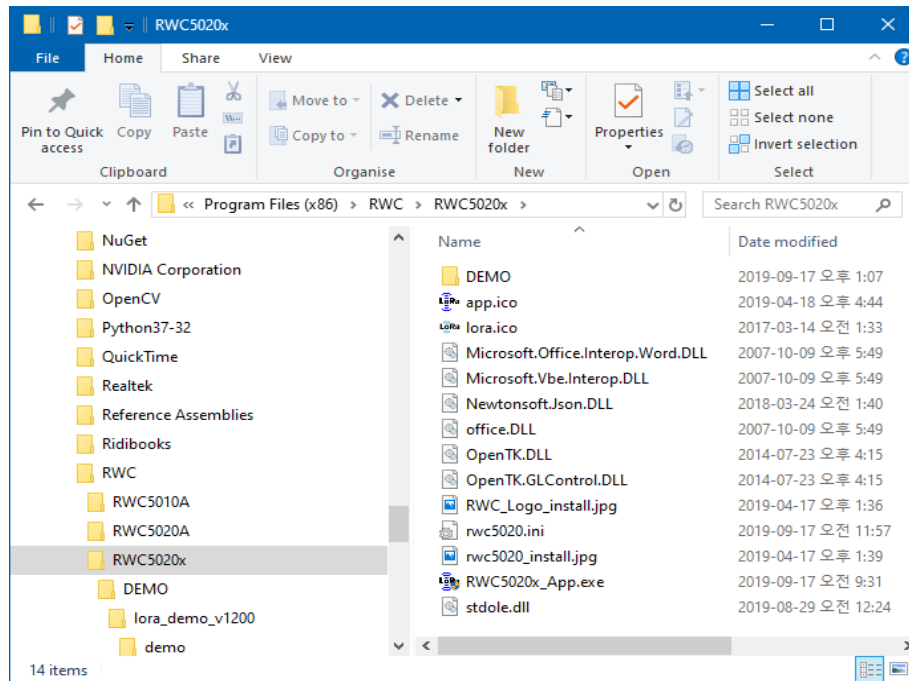 RWC5020x
File Home Share View
Pin to Quick access
Copy
Paste
Clipboard
Move to
Copy to
Delete
Rename
Organise
New folder
New
Properties
Open
Select all
Select none
Invert selection
Select
« Program Files (x86) > RWC > RWC5020x >
Search RWC5020x
NuGet
NVIDIA Corporation
OpenCV
Python37-32
QuickTime
Realtek
Reference Assemblies
Ridibooks
RWC
RWC5010A
RWC5020A
RWC5020x
DEMO
lora_demo_v1200
demo
Name Date modified
DEMO 2019-09-17 오후 1:07
app.ico 2019-04-18 오후 4:44
lora.ico 2017-03-14 오전 1:33
Microsoft.Office.Interop.Word.DLL 2007-10-09 오후 5:49
Microsoft.Vbe.Interop.DLL 2007-10-09 오후 5:49
Newtonsoft.Json.DLL 2018-03-24 오전 1:40
office.DLL 2007-10-09 오후 5:49
OpenTK.DLL 2014-07-23 오후 4:15
OpenTK.GLControl.DLL 2014-07-23 오후 4:15
RWC_Logo_install.jpg 2019-04-17 오후 1:36
rwc5020.ini 2019-09-17 오전 11:57
rwc5020_install.jpg 2019-04-17 오후 1:39
RWC5020x_App.exe 2019-09-17 오전 9:31
stdole.dll 2019-08-29 오전 12:24
14 items